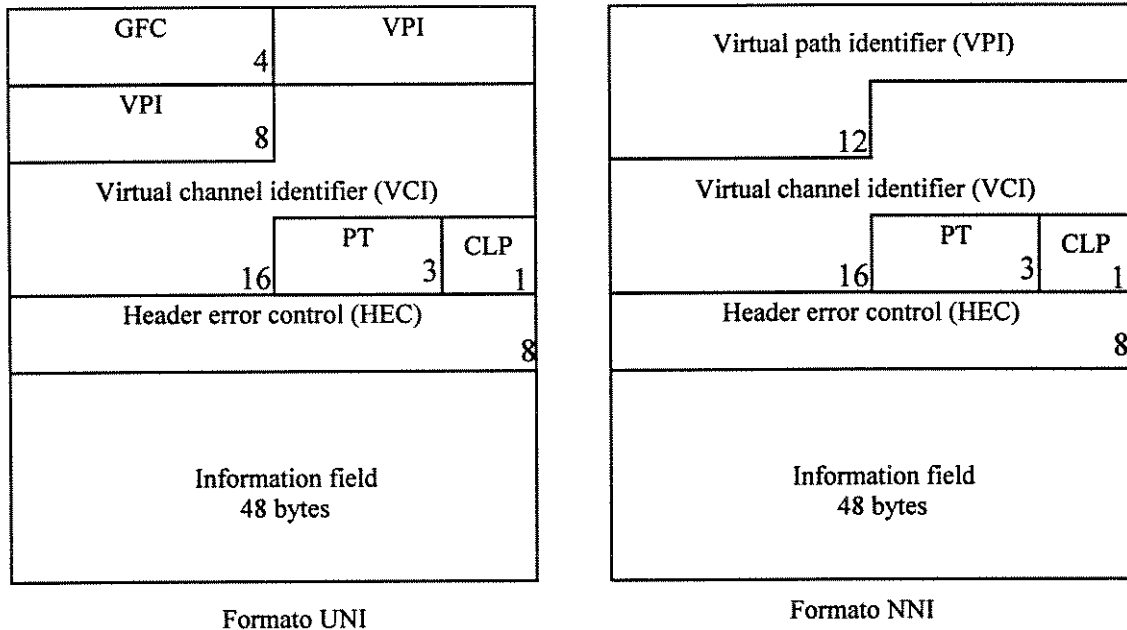 GFC
4
VPI
VPI
8
Virtual channel identifier (VCI)
PT
3
CLP
1
16
Header error control (HEC)
8
Information field
48 bytes
Formato UNI
Virtual path identifier (VPI)
12
Virtual channel identifier (VCI)
PT
3
CLP
1
16
Header error control (HEC)
8
Information field
48 bytes
Formato NNI